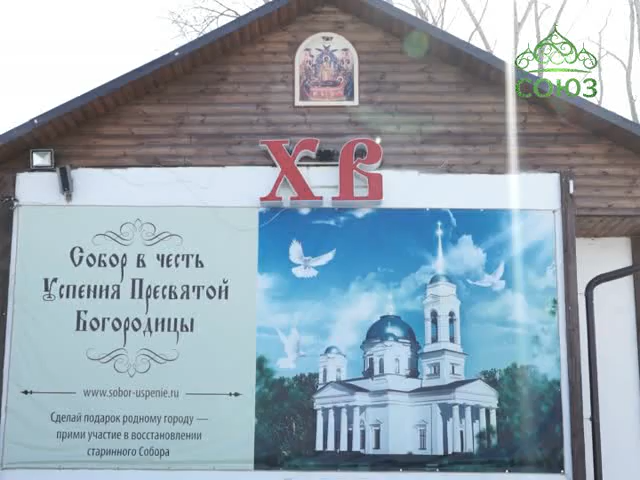 СОЮЗ
ХВ
Собор в честь
Успения Пресвятой
Богородицы
www.sobor-uspenie.ru
Сделай подарок родному городу —
прими участие в восстановлении
старинного Собора